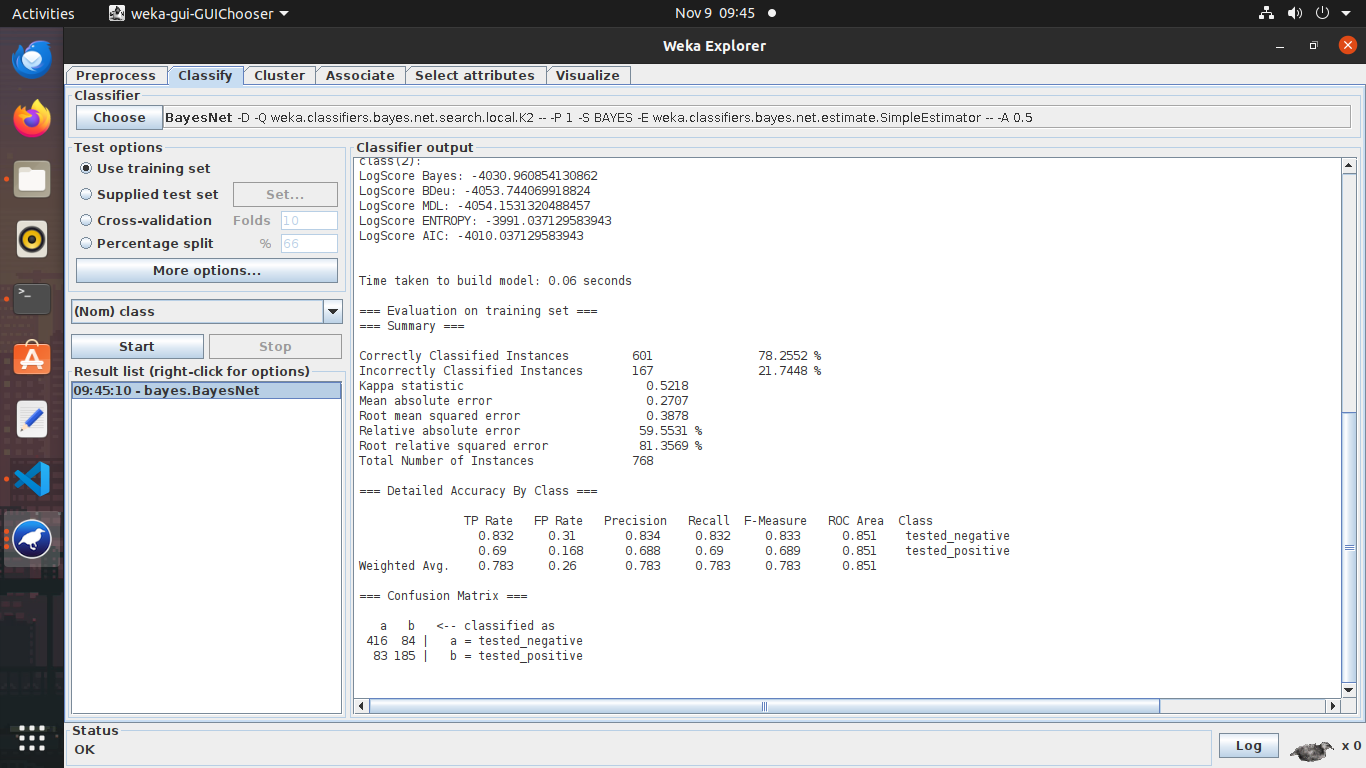 Activities weka-gui-GUIChooser Nov 9 09:45
Weka Explorer
Preprocess Classify Cluster Associate Select attributes Visualize
Classifier
Choose BayesNet -D -Q weka.classifiers.bayes.net.search.local.K2 -- -P 1 -S BAYES -E weka.classifiers.bayes.net.estimate.SimpleEstimator -- -A 0.5
Test options
Use training set
Supplied test set Set...
Cross-validation Folds 10
Percentage split % 66
More options...
(Nom) class
Start Stop
Result list (right-click for options)
09:45:10 - bayes.BayesNet
Classifier output
class(2):
LogScore Bayes: -4030.960854130862
LogScore BDeu: -4053.744069918824
LogScore MDL: -4054.1531320488457
LogScore ENTROPY: -3991.037129583943
LogScore AIC: -4010.037129583943
Time taken to build model: 0.06 seconds
=== Evaluation on training set ===
=== Summary ===
Correctly Classified Instances 601 78.2552 %
Incorrectly Classified Instances 167 21.7448 %
Kappa statistic 0.5218
Mean absolute error 0.2707
Root mean squared error 0.3878
Relative absolute error 59.5531 %
Root relative squared error 81.3569 %
Total Number of Instances 768
=== Detailed Accuracy By Class ===
TP Rate FP Rate Precision Recall F-Measure ROC Area Class
0.832 0.31 0.834 0.832 0.833 0.851 tested_negative
0.69 0.168 0.688 0.69 0.689 0.851 tested_positive
Weighted Avg. 0.783 0.26 0.783 0.783 0.783 0.851
=== Confusion Matrix ===
a b <-- classified as
416 84 | a = tested_negative
83 185 | b = tested_positive
Status
OK
Log x 0